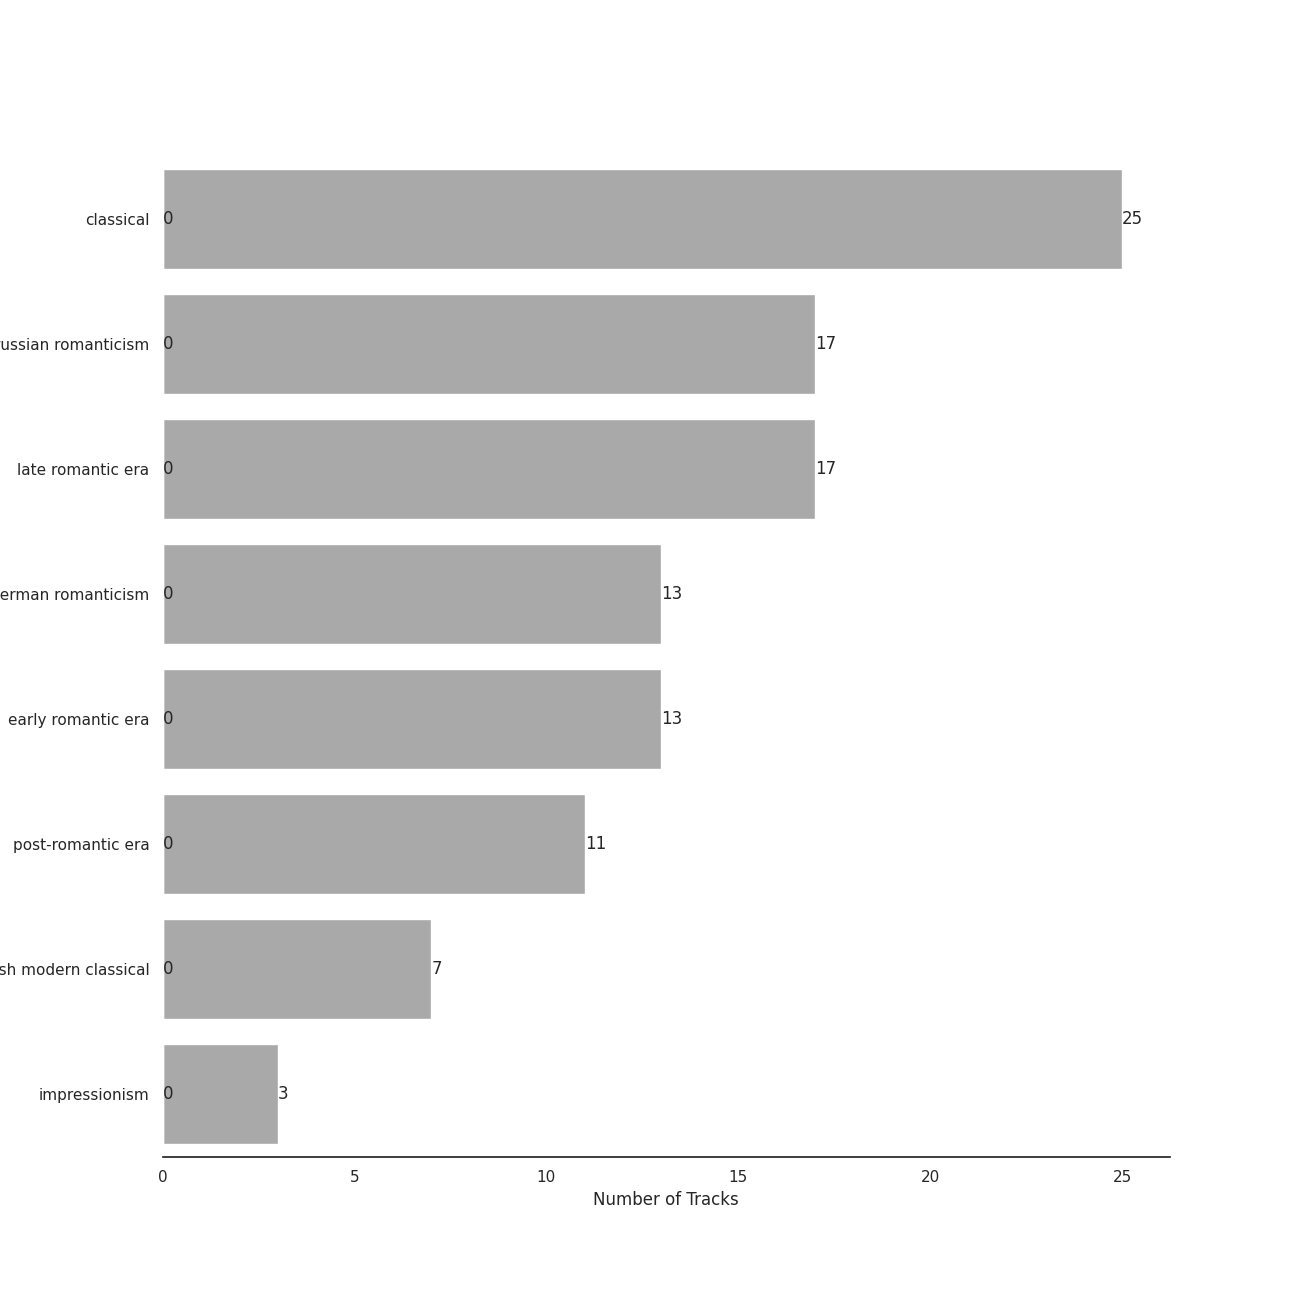 classical 0 25
ussian romanticism 0 17
late romantic era 0 17
erman romanticism 0 13
early romantic era 0 13
post-romantic era 0 11
sh modern classical 0 7
impressionism 0 3
0 5 10 15 20 25
Number of Tracks